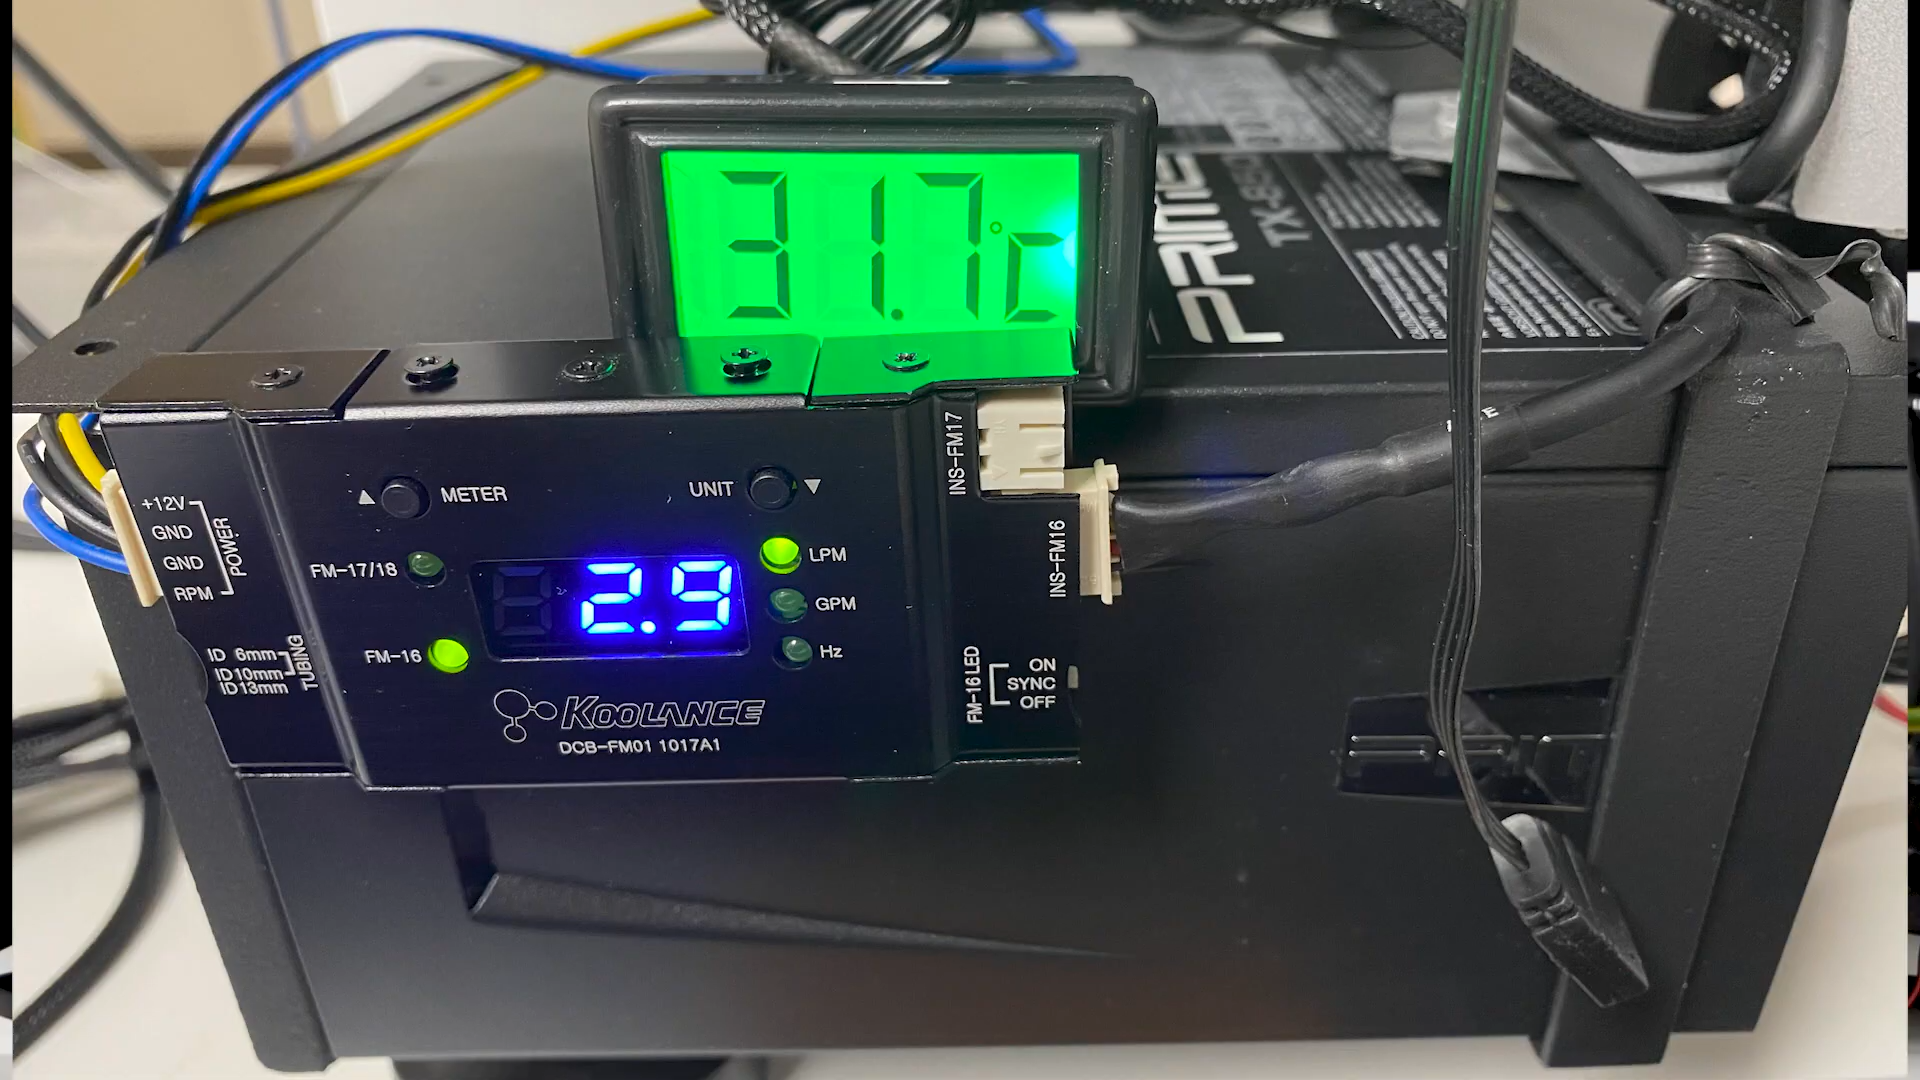 31.7°C
PRIME
TX-850
INS-FM17
INS-FM16
▲ METER
UNIT ▼
+12V
GND
GND
RPM
POWER
FM-17/18
FM-16
2.9
LPM
GPM
Hz
ID 6mm
ID10mm
ID13mm
TUBING
KOOLANCE
DCB-FM01 1017A1
FM-16LED
ON
SYNC
OFF